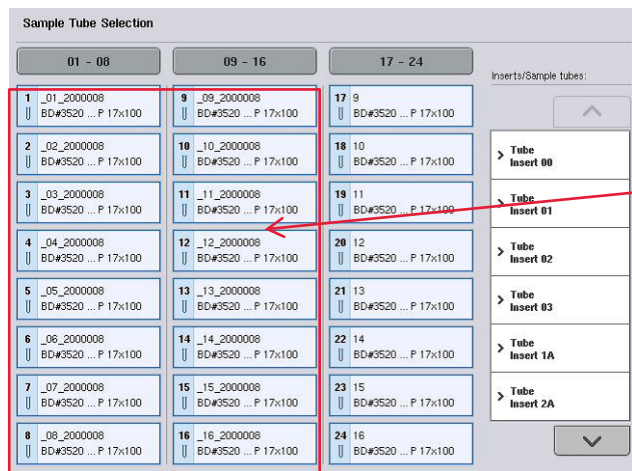 Sample Tube Selection
01 - 08
09 - 16
17 - 24
Inserts/Sample tubes:
1 _01_2000008
BD#3520 ... P 17x100
2 _02_2000008
BD#3520 ... P 17x100
3 _03_2000008
BD#3520 ... P 17x100
4 _04_2000008
BD#3520 ... P 17x100
5 _05_2000008
BD#3520 ... P 17x100
6 _06_2000008
BD#3520 ... P 17x100
7 _07_2000008
BD#3520 ... P 17x100
8 _08_2000008
BD#3520 ... P 17x100
9 _09_2000008
BD#3520 ... P 17x100
10 _10_2000008
BD#3520 ... P 17x100
11 _11_2000008
BD#3520 ... P 17x100
12 _12_2000008
BD#3520 ... P 17x100
13 _13_2000008
BD#3520 ... P 17x100
14 _14_2000008
BD#3520 ... P 17x100
15 _15_2000008
BD#3520 ... P 17x100
16 _16_2000008
BD#3520 ... P 17x100
17 9
BD#3520 ... P 17x100
18 10
BD#3520 ... P 17x100
19 11
BD#3520 ... P 17x100
20 12
BD#3520 ... P 17x100
21 13
BD#3520 ... P 17x100
22 14
BD#3520 ... P 17x100
23 15
BD#3520 ... P 17x100
24 16
BD#3520 ... P 17x100
Tube
Insert 00
Tube
Insert 01
Tube
Insert 02
Tube
Insert 03
Tube
Insert 1A
Tube
Insert 2A